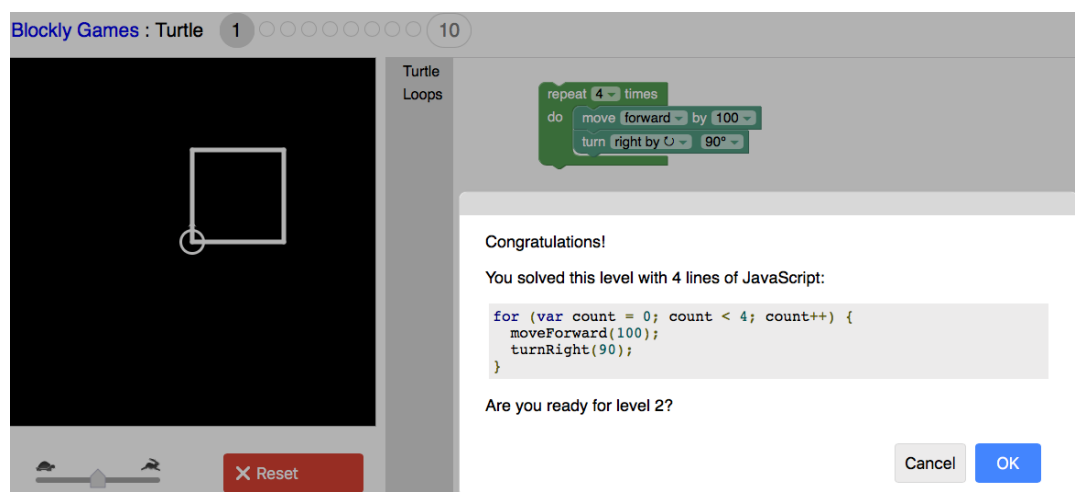 Blockly Games : Turtle 1 10
Turtle
Loops
repeat 4 times
do move forward by 100
turn right by ↻ 90°
Congratulations!
You solved this level with 4 lines of JavaScript:
for (var count = 0; count < 4; count++) {
  moveForward(100);
  turnRight(90);
}
Are you ready for level 2?
Cancel OK
Reset